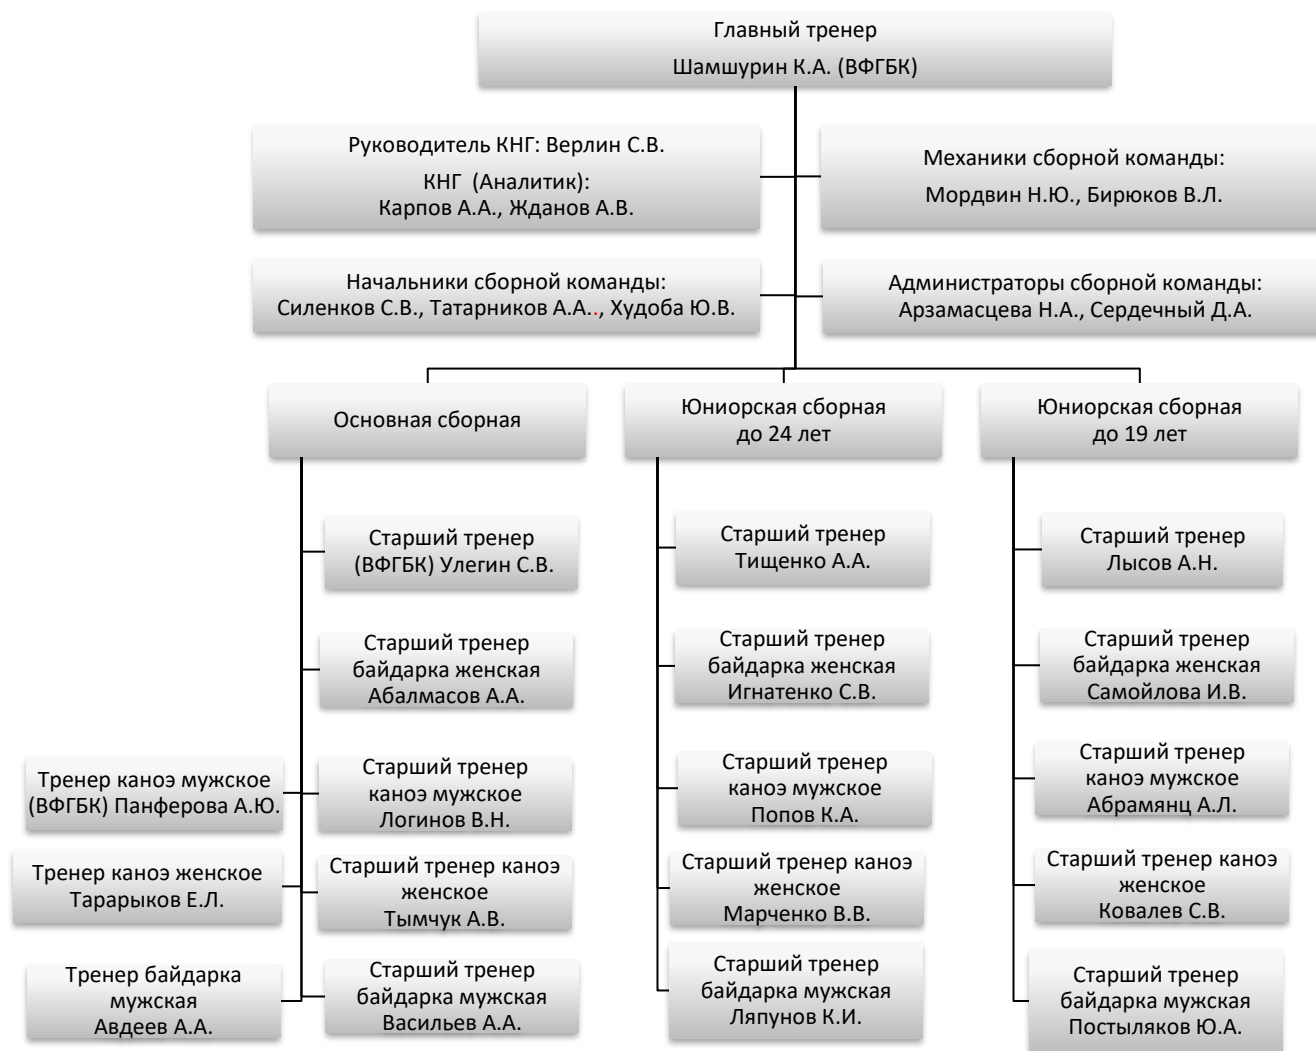 Главный тренер
Шамшурин К.А. (ВФГБК)
Руководитель КНГ: Верлин С.В.
КНГ (Аналитик):
Карпов А.А., Жданов А.В.
Механики сборной команды:
Мордвин Н.Ю., Бирюков В.Л.
Начальники сборной команды:
Силенков С.В., Татарников А.А.., Худоба Ю.В.
Администраторы сборной команды:
Арзамасцева Н.А., Сердечный Д.А.
Основная сборная
Юниорская сборная
до 24 лет
Юниорская сборная
до 19 лет
Старший тренер
(ВФГБК) Улегин С.В.
Старший тренер
байдарка женская
Абалмасов А.А.
Тренер каноэ мужское
(ВФГБК) Панферова А.Ю.
Старший тренер
каноэ мужское
Логинов В.Н.
Тренер каноэ женское
Тарарыков Е.Л.
Старший тренер каноэ
женское
Тымчук А.В.
Тренер байдарка
мужская
Авдеев А.А.
Старший тренер
байдарка мужская
Васильев А.А.
Старший тренер
Тищенко А.А.
Старший тренер
байдарка женская
Игнатенко С.В.
Старший тренер
каноэ мужское
Попов К.А.
Старший тренер каноэ
женское
Марченко В.В.
Старший тренер
байдарка мужская
Ляпунов К.И.
Старший тренер
Лысов А.Н.
Старший тренер
байдарка женская
Самойлова И.В.
Старший тренер
каноэ мужское
Абрамянц А.Л.
Старший тренер каноэ
женское
Ковалев С.В.
Старший тренер
байдарка мужская
Постыляков Ю.А.